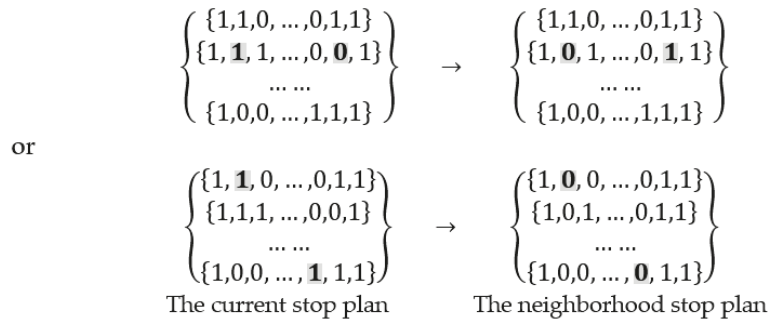 {1,1,0, … ,0,1,1} {1,1,0, … ,0,1,1}
{1, 1, 1, … ,0, 0, 1} → {1, 0, 1, … ,0, 1, 1}
… … … …
{1,0,0, … ,1,1,1} {1,0,0, … ,1,1,1}
or
{1, 1, 0, … ,0,1,1} {1, 0, 0, … ,0,1,1}
{1,1,1, … ,0,0,1} → {1,0,1, … ,0,1,1}
… … … …
{1,0,0, … , 1, 1,1} {1,0,0, … , 0, 1,1}
The current stop plan The neighborhood stop plan